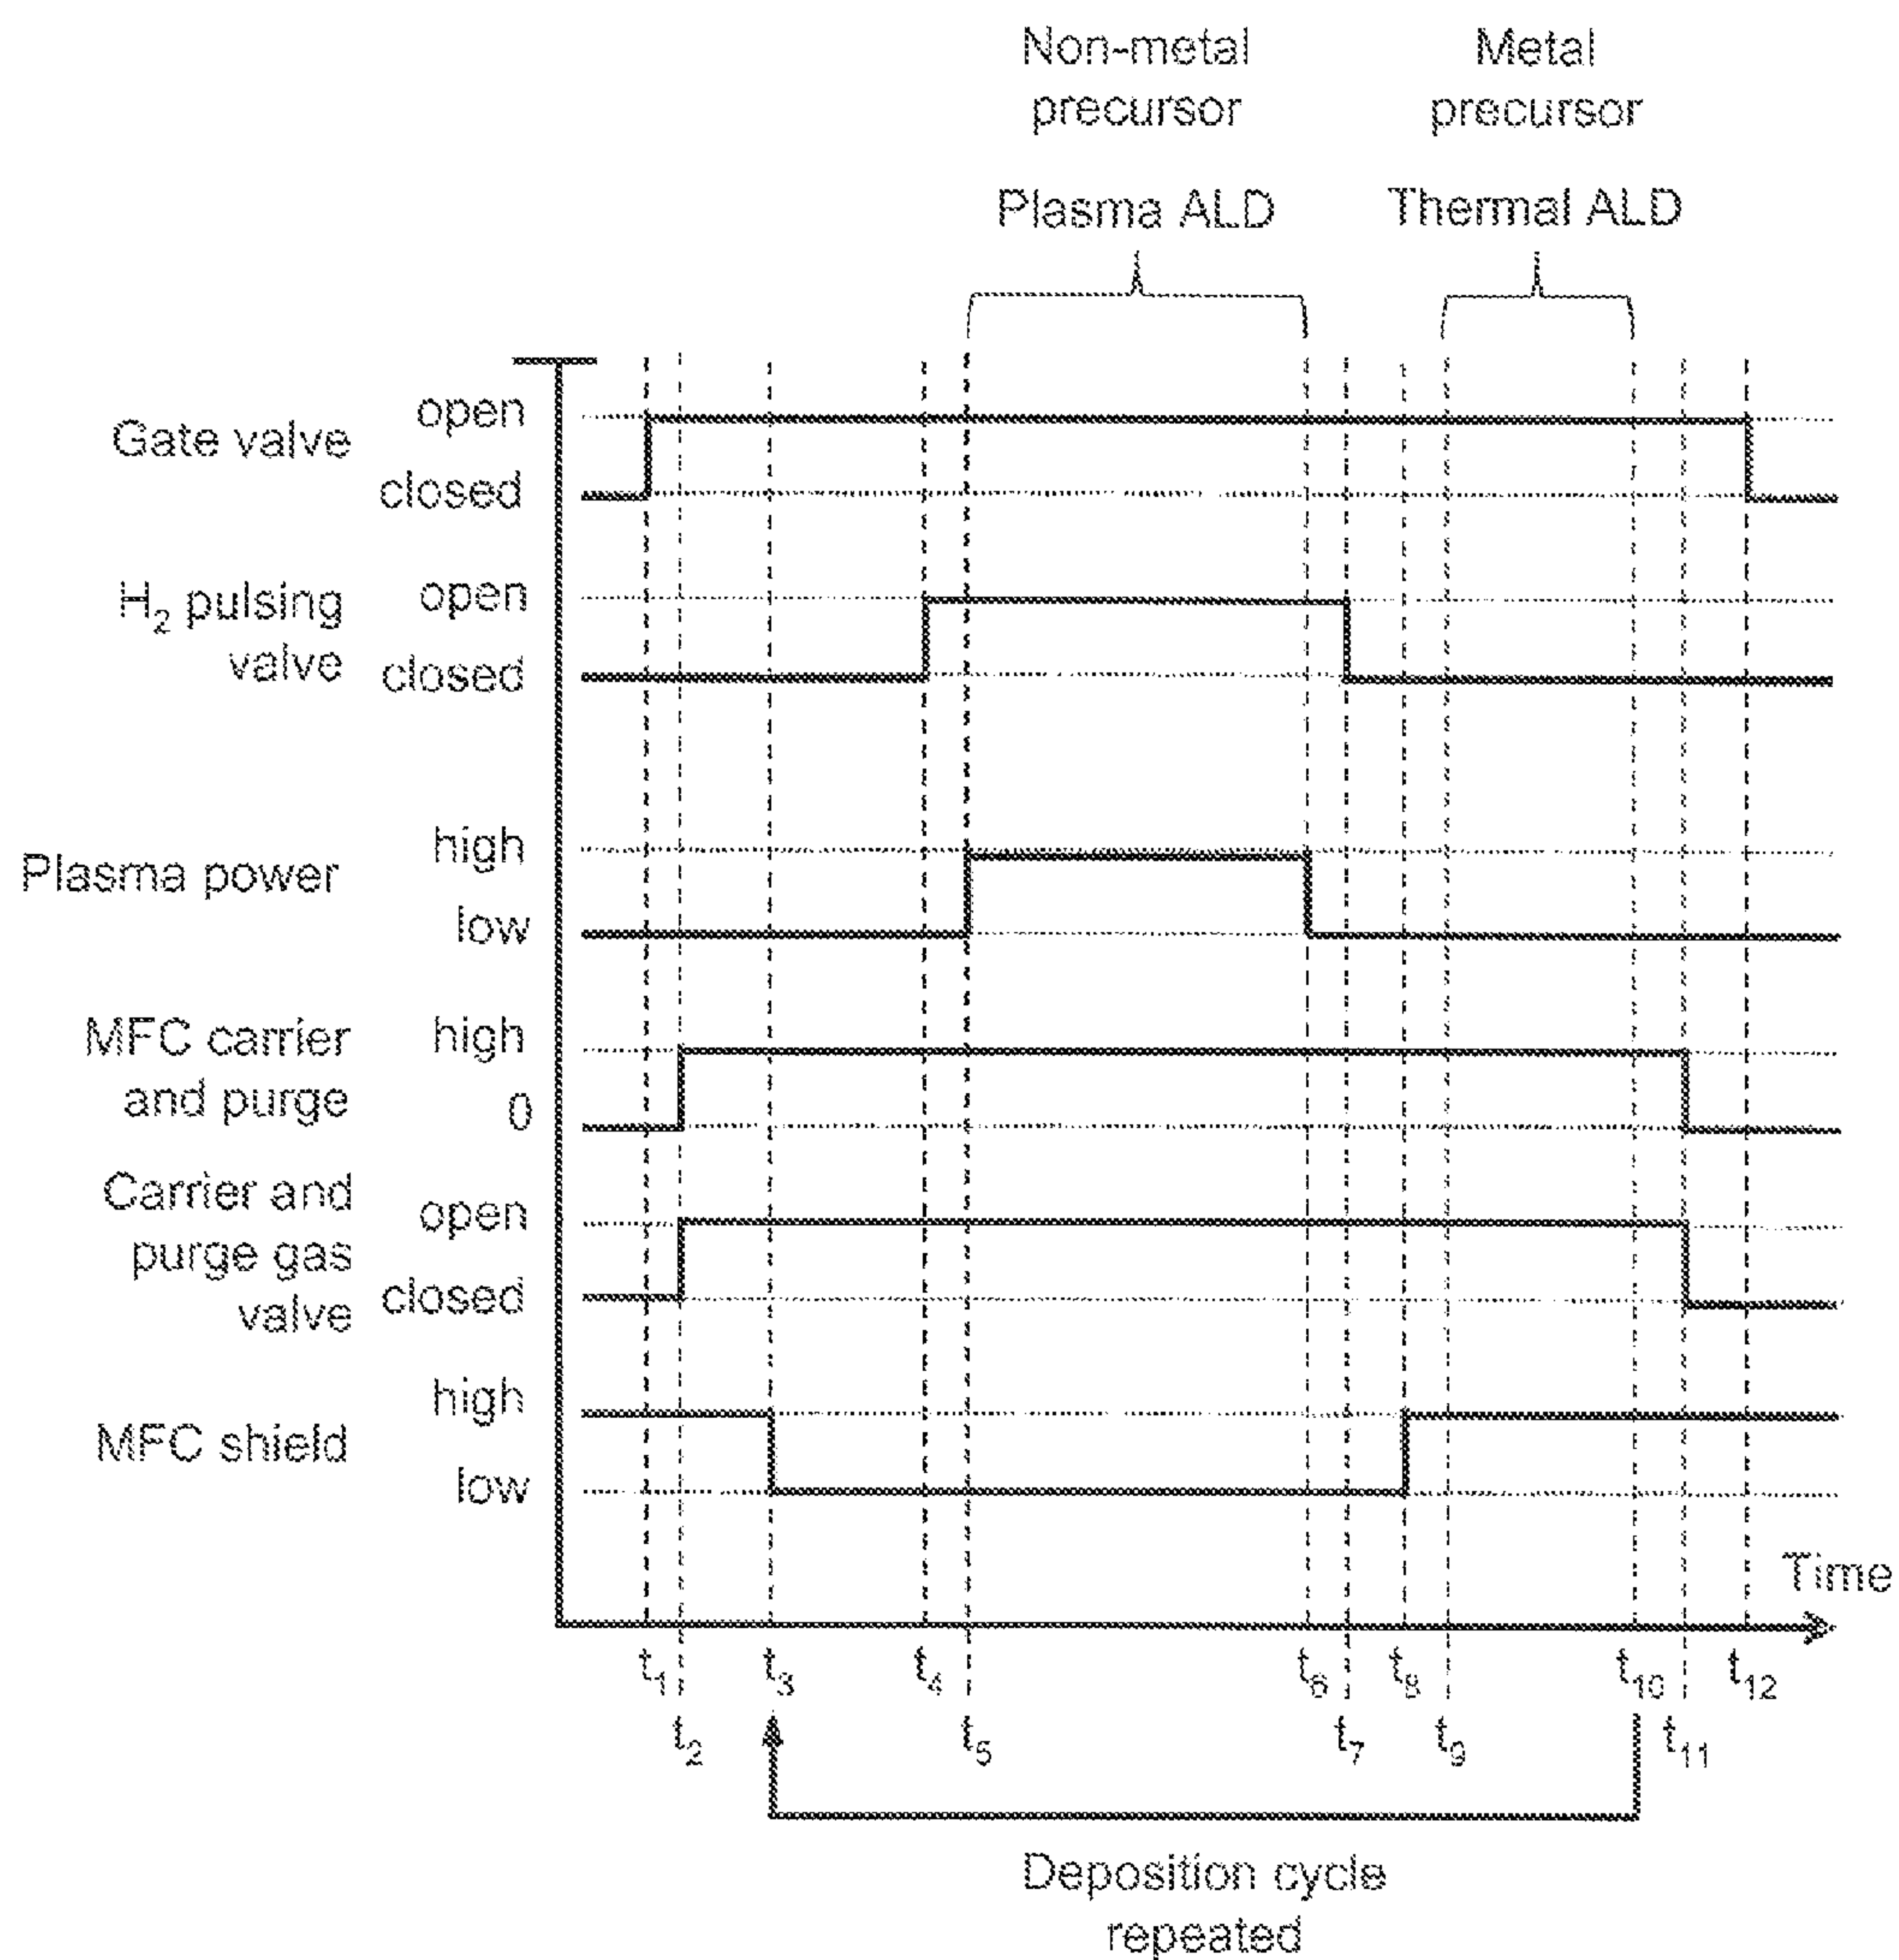 Non-metal
precursor
Metal
precursor
Plasma ALD
Thermal ALD
Gate valve
open
closed
H₂ pulsing
valve
open
closed
Plasma power
high
low
MFC carrier
and purge
high
0
Carrier and
purge gas
valve
open
closed
MFC shield
high
low
Time
t₁ t₃ t₄ t₆ t₈ t₁₀ t₁₂
t₂ t₅ t₇ t₉ t₁₁
Deposition cycle
repeated